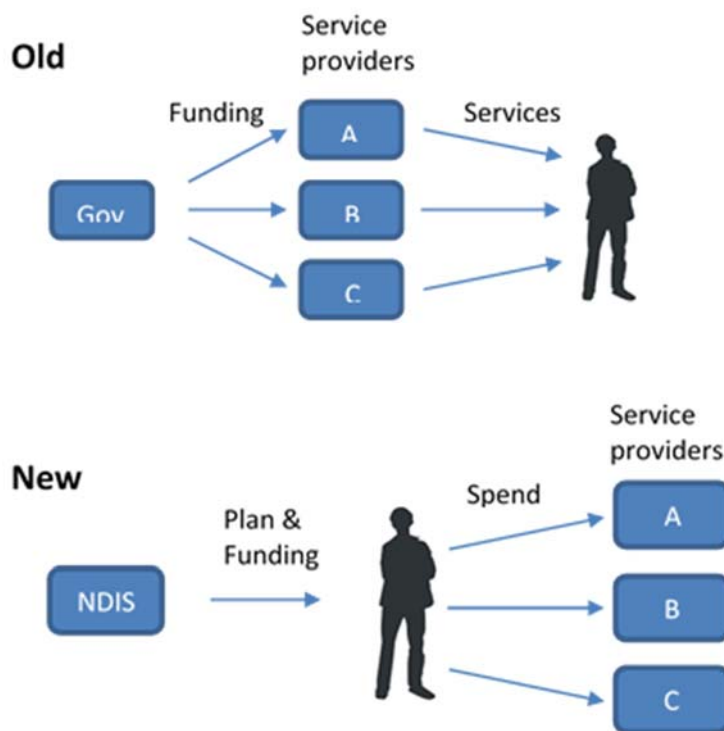 Old
Service
providers
Funding
Services
A
Gov
B
C
Service
providers
New
Spend
Plan &
Funding
A
NDIS
B
C